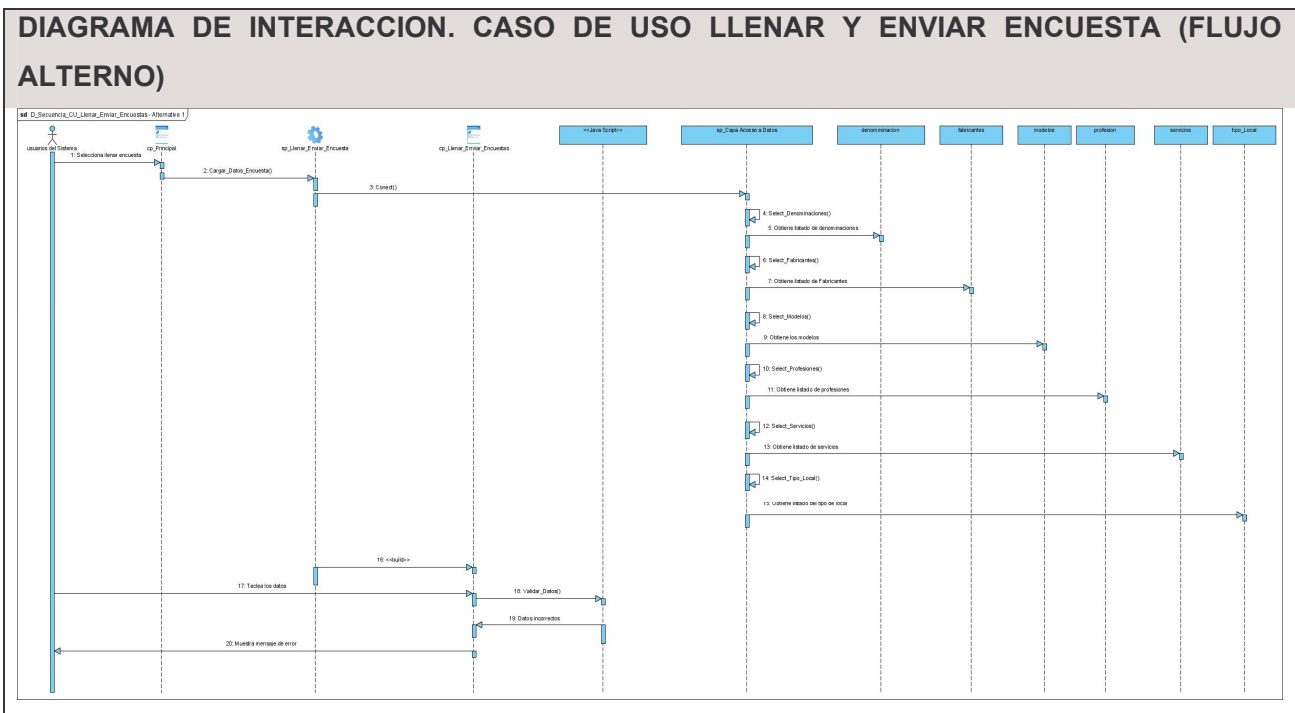 DIAGRAMA DE INTERACCION. CASO DE USO LLENAR Y ENVIAR ENCUESTA (FLUJO
ALTERNO)
sd D_Secuencia_CU_Llenar_Enviar_Encuestas - Alternative 1
usuarios del Sistema
cp_Principal
sp_Llenar_Enviar_Encuesta
cp_Llenar_Enviar_Encuestas
<<Java Script>>
sp_Capa Acceso a Datos
denomminacion
fabricantes
modelos
profesion
servicios
tipo_Local
1: Selecciona llenar encuesta
2: Cargar_Datos_Encuesta()
3: Conect()
4: Select_Denominaciones()
5: Obtiene listado de denominaciones
6: Select_Fabricantes()
7: Obtiene listado de Fabricantes
8: Select_Modelos()
9: Obtiene los modelos
10: Select_Profesiones()
11: Obtiene listado de profesiones
12: Select_Servicios()
13: Obtiene listado de servicios
14: Select_Tipo_Local()
15: Obtiene listado del tipo de local
16: <<build>>
17: Teclea los datos
18: Validar_Datos()
19: Datos incorrectos
20: Muestra mensaje de error